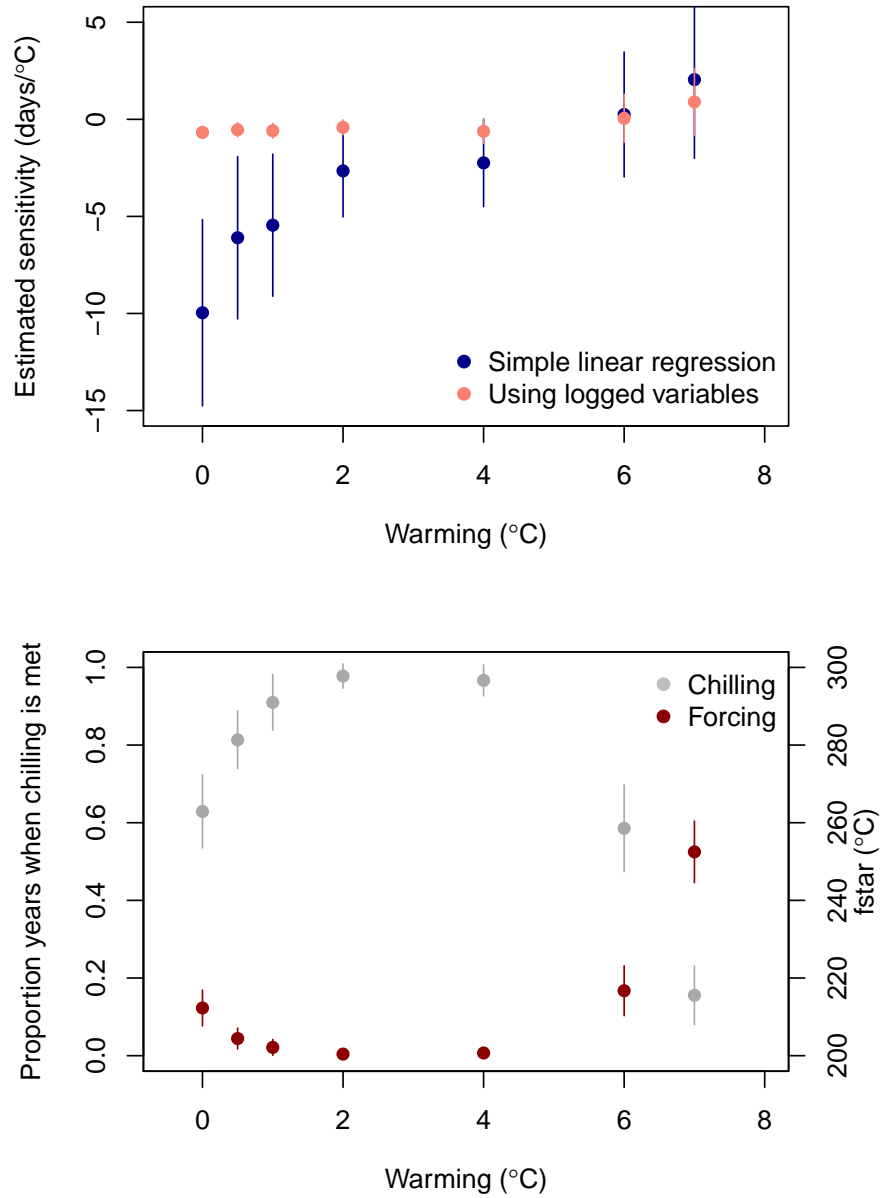 Estimated sensitivity (days/°C)
5
0
−5
−10
−15
Simple linear regression
Using logged variables
0 2 4 6 8
Warming (°C)
Proportion years when chilling is met
1.0
0.8
0.6
0.4
0.2
0.0
Chilling
Forcing
300
280
260
240
220
200
fstar (°C)
0 2 4 6 8
Warming (°C)